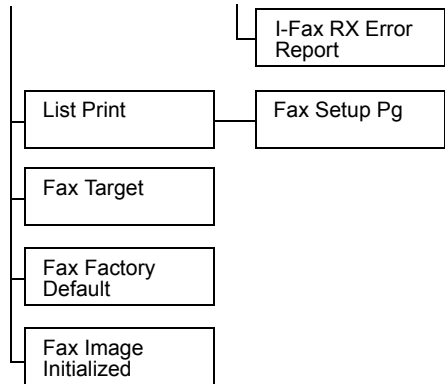 I-Fax RX Error
Report
List Print
Fax Setup Pg
Fax Target
Fax Factory
Default
Fax Image
Initialized